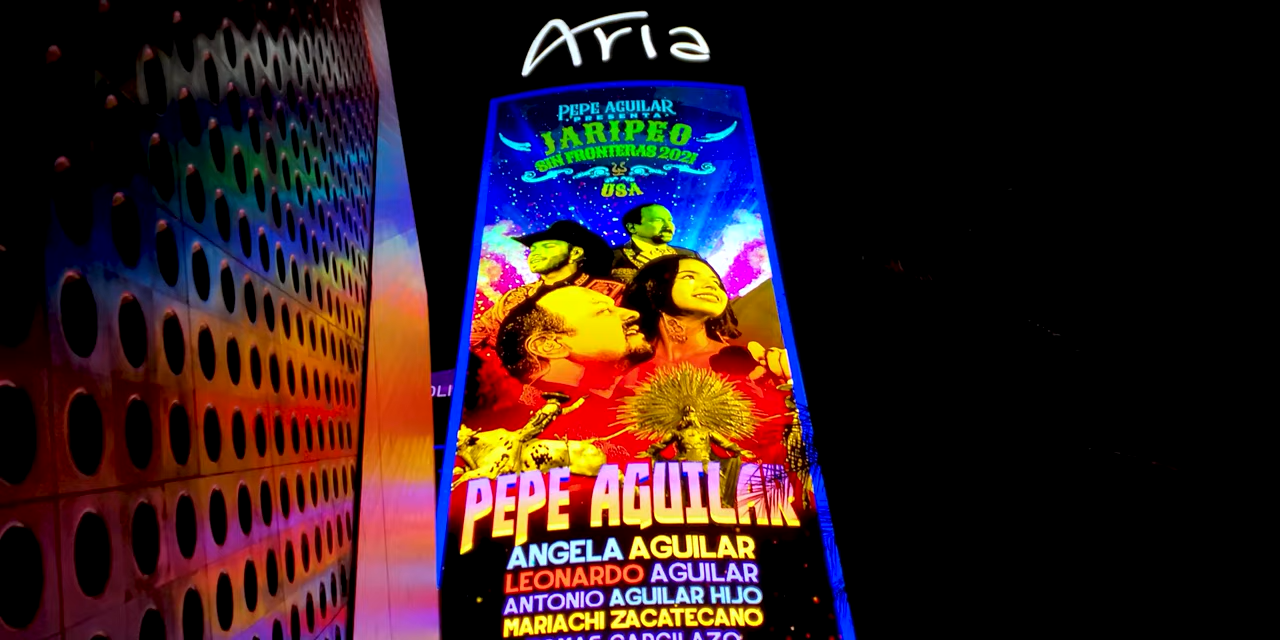 Aria
PEPE AGUILAR
PRESENTA
JARIPEO
SIN FRONTERAS 2021
USA
PEPE AGUILAR
ANGELA AGUILAR
LEONARDO AGUILAR
ANTONIO AGUILAR HIJO
MARIACHI ZACATECANO